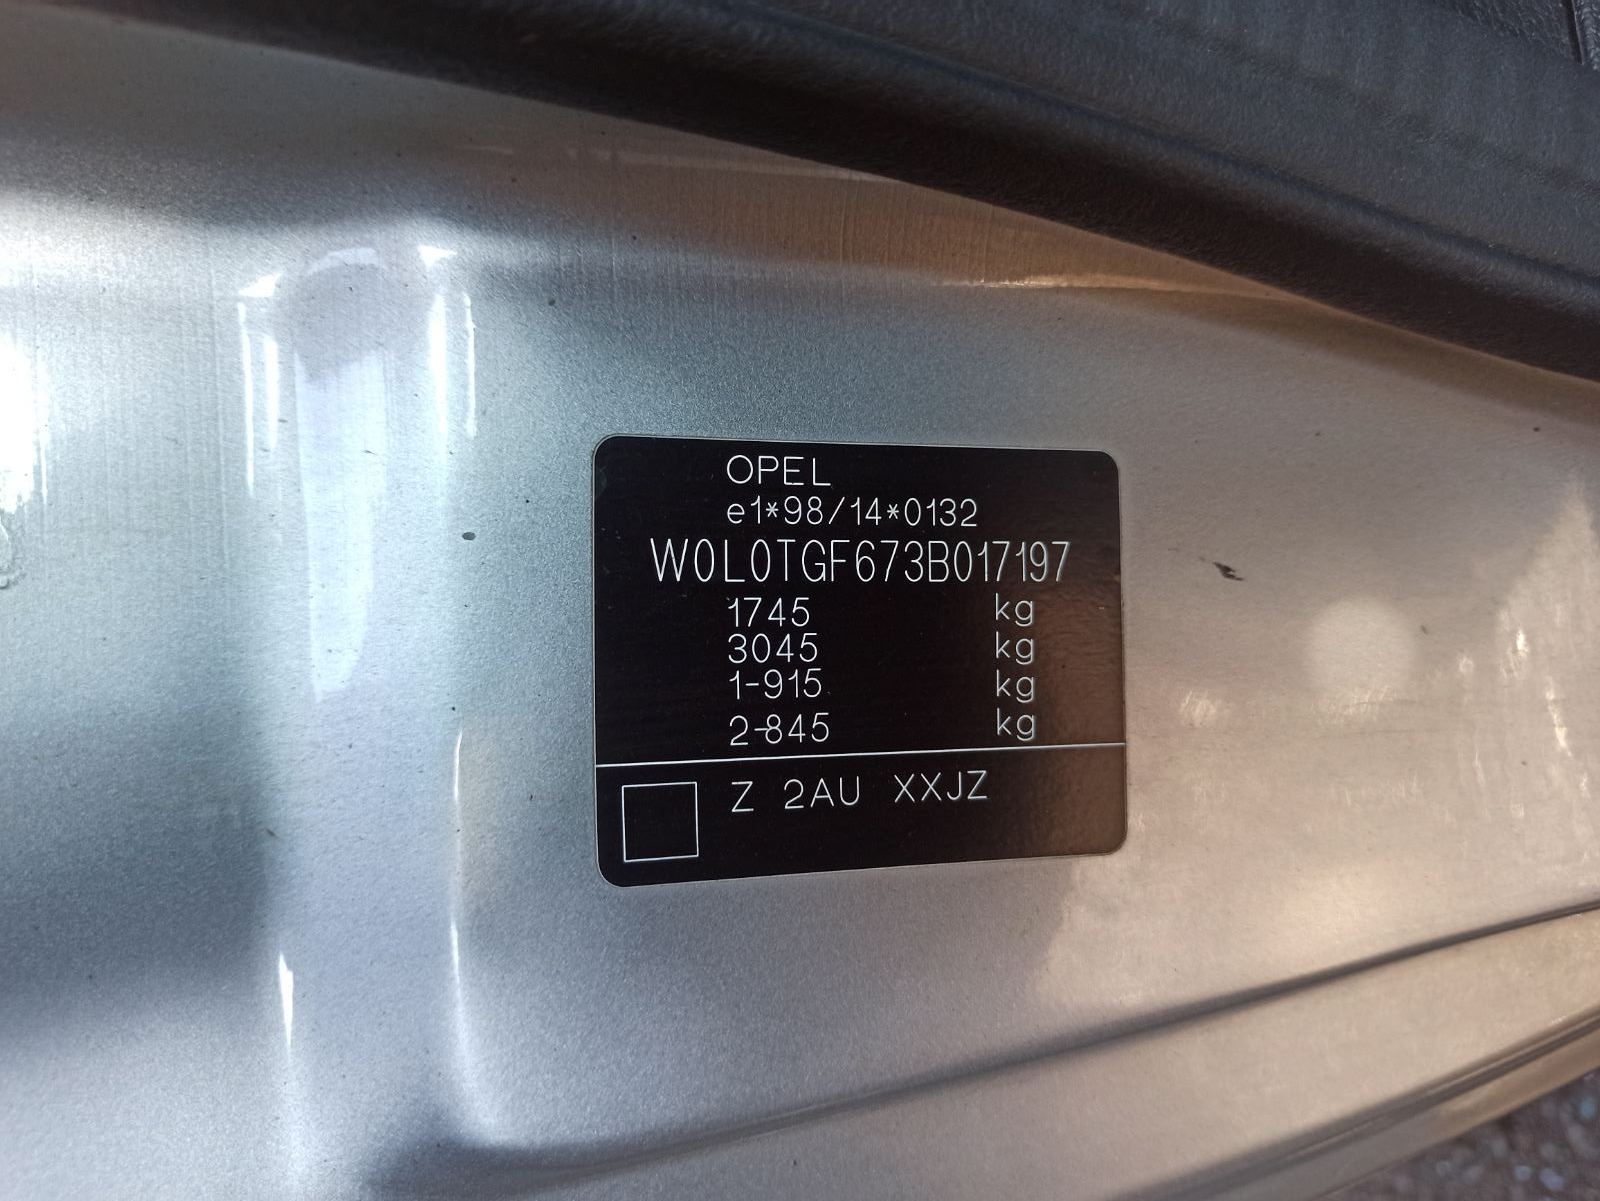 OPEL
e1*98/14*0132
W0L0TGF673B017197
1745 kg
3045 kg
1-915 kg
2-845 kg
Z 2AU XXJZ